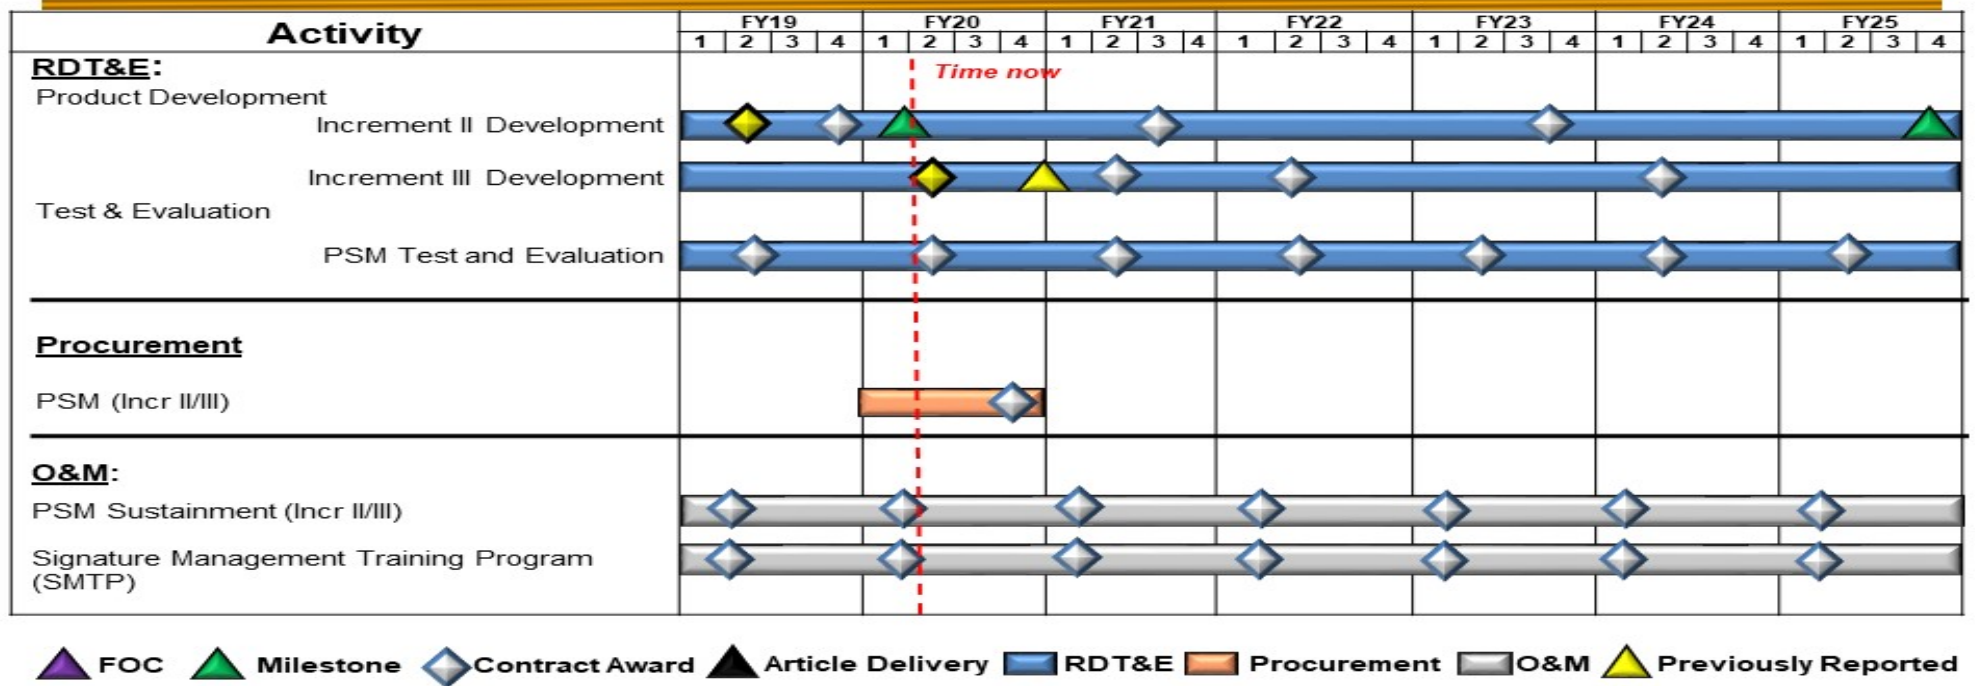 Activity
FY19 FY20 FY21 FY22 FY23 FY24 FY25
1 2 3 4 1 2 3 4 1 2 3 4 1 2 3 4 1 2 3 4 1 2 3 4 1 2 3 4
RDT&E:
Time now
Product Development
Increment II Development
Increment III Development
Test & Evaluation
PSM Test and Evaluation
Procurement
PSM (Incr II/III)
O&M:
PSM Sustainment (Incr II/III)
Signature Management Training Program
(SMTP)
FOC Milestone Contract Award Article Delivery RDT&E Procurement O&M Previously Reported